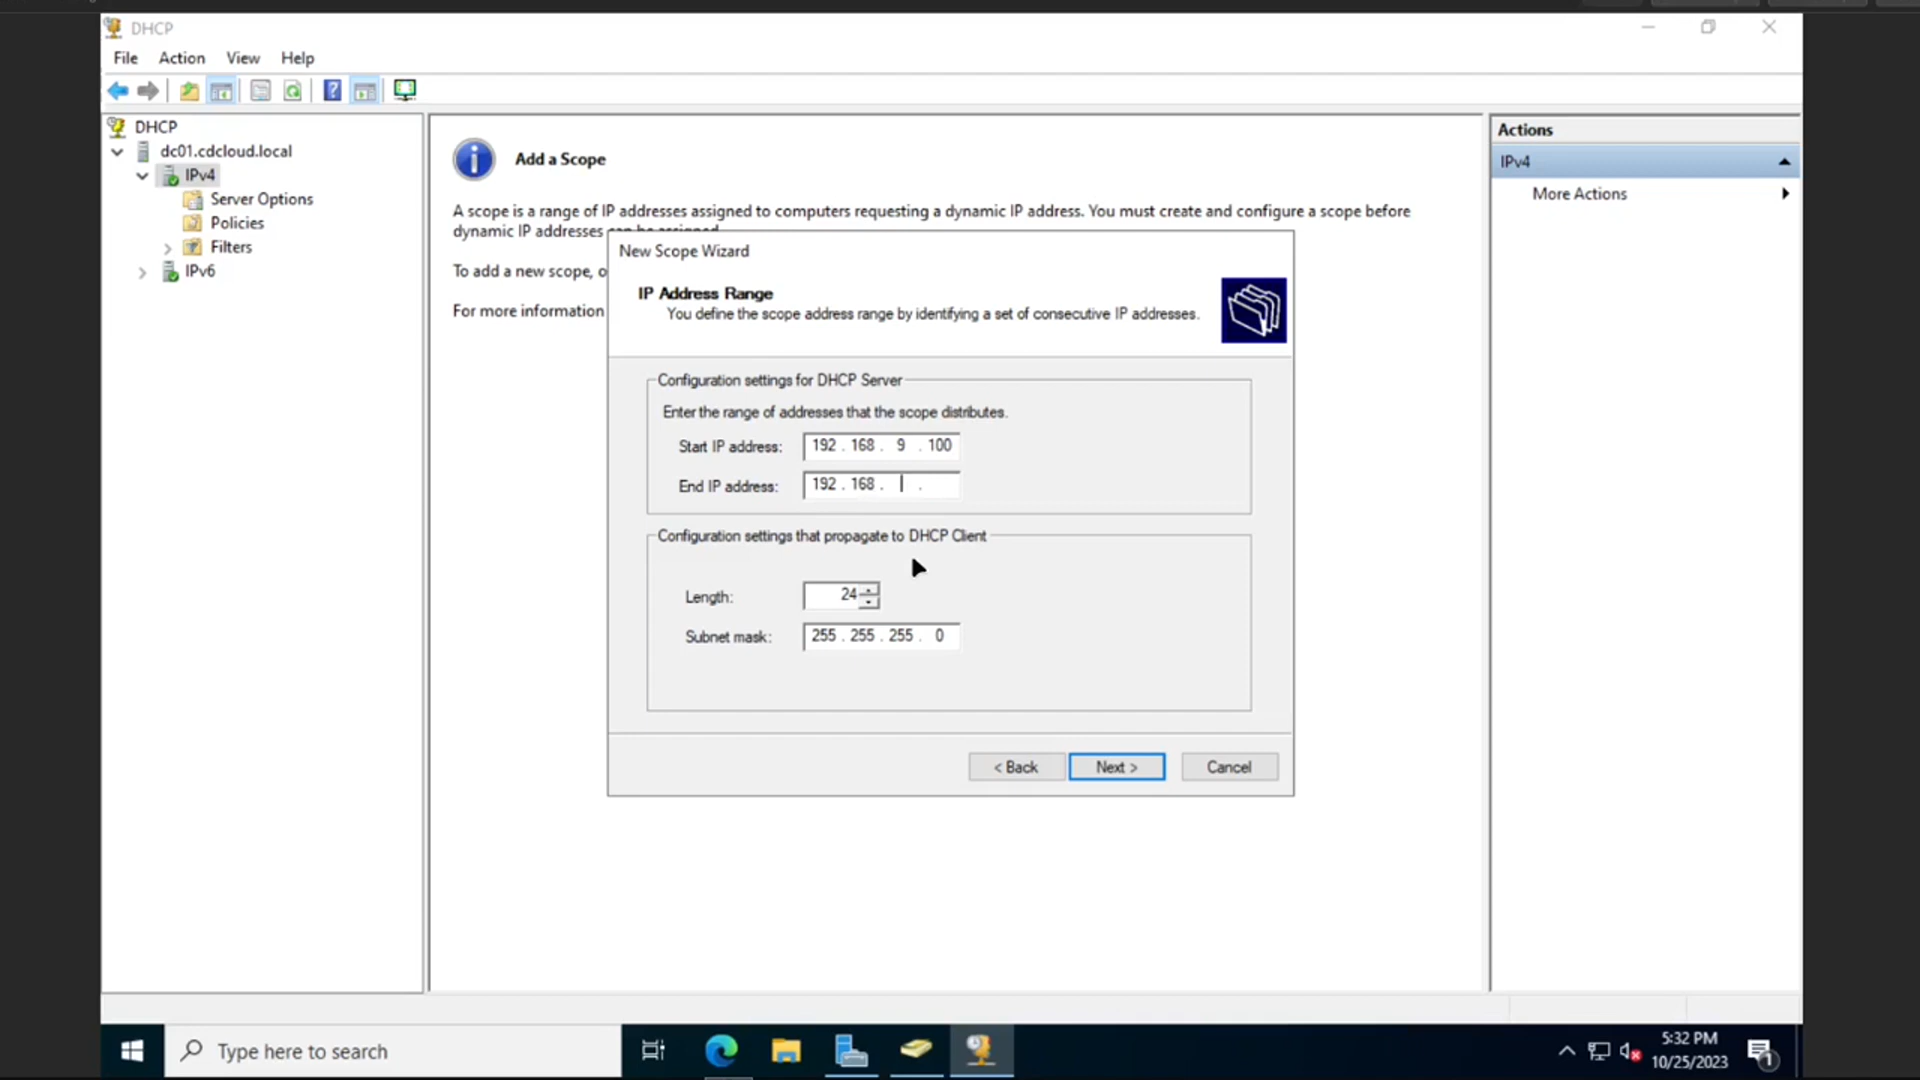 DHCP
File Action View Help
DHCP
dc01.cdcloud.local
IPv4
Server Options
Policies
Filters
IPv6
Add a Scope
A scope is a range of IP addresses assigned to computers requesting a dynamic IP address. You must create and configure a scope before
dynamic IP addresses can be assigned.
To add a new scope, o
For more information
New Scope Wizard
IP Address Range
You define the scope address range by identifying a set of consecutive IP addresses.
Configuration settings for DHCP Server
Enter the range of addresses that the scope distributes.
Start IP address: 192 . 168 . 9 . 100
End IP address: 192 . 168 . .
Configuration settings that propagate to DHCP Client
Length: 24
Subnet mask: 255 . 255 . 255 . 0
< Back Next > Cancel
Actions
IPv4
More Actions
Type here to search
5:32 PM
10/25/2023
1